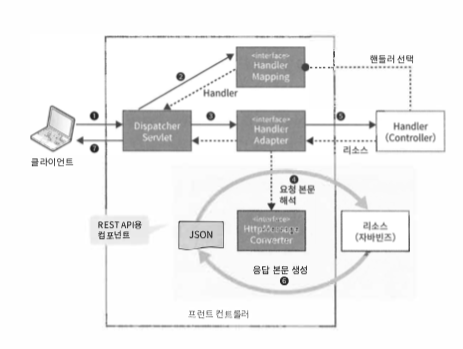 <interface>
Handler
Mapping
핸들러 선택
❷
Handler
❶
Dispatcher
Servlet
❸
<interface>
Handler
Adapter
❺
Handler
(Controller)
❼
리소스
클라이언트
❹
요청 본문
해석
REST API용
컴포넌트
JSON
Converter
리소스
(자바빈즈)
응답 본문 생성
❻
프런트 컨트롤러